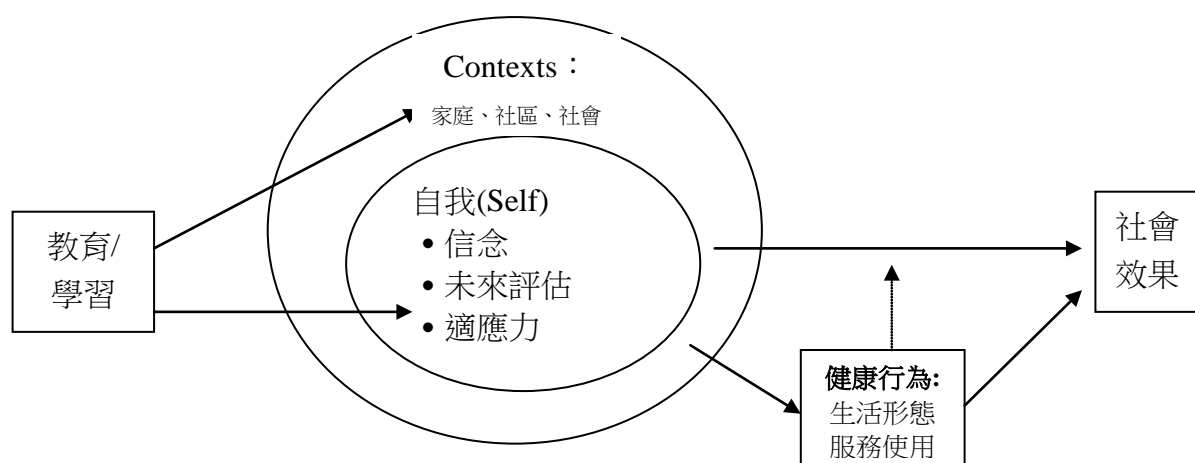 Contexts：
家庭、社區、社會
自我(Self)
•信念
•未來評估
•適應力
教育/
學習
社會
效果
健康行為:
生活形態
服務使用